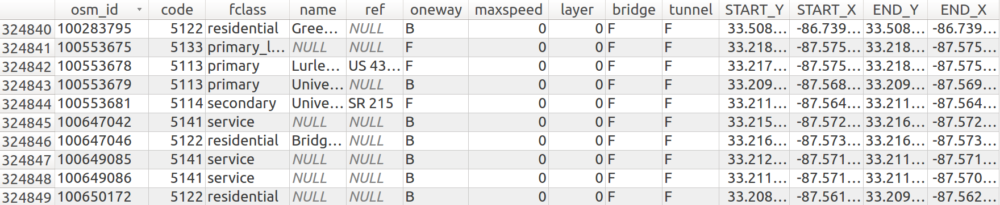 osm_id code fclass name ref oneway maxspeed layer bridge tunnel START_Y START_X END_Y END_X
324840 100283795 5122 residential Gree... NULL B 0 0 F F 33.508... -86.739... 33.508... -86.739...
324841 100553675 5133 primary_l... NULL NULL F 0 0 F F 33.218... -87.575... 33.218... -87.575...
324842 100553678 5113 primary Lurle... US 43... F 0 0 F F 33.217... -87.575... 33.218... -87.575...
324843 100553679 5113 primary Unive... NULL B 0 0 F F 33.209... -87.568... 33.209... -87.569...
324844 100553681 5114 secondary Unive... SR 215 F 0 0 F F 33.211... -87.564... 33.211... -87.564...
324845 100647042 5141 service NULL NULL B 0 0 F F 33.215... -87.572... 33.216... -87.572...
324846 100647046 5122 residential Bridg... NULL B 0 0 F F 33.216... -87.573... 33.216... -87.573...
324847 100649085 5141 service NULL NULL B 0 0 F F 33.212... -87.571... 33.211... -87.571...
324848 100649086 5141 service NULL NULL B 0 0 F F 33.211... -87.571... 33.211... -87.570...
324849 100650172 5122 residential NULL NULL B 0 0 F F 33.208... -87.561... 33.209... -87.562...